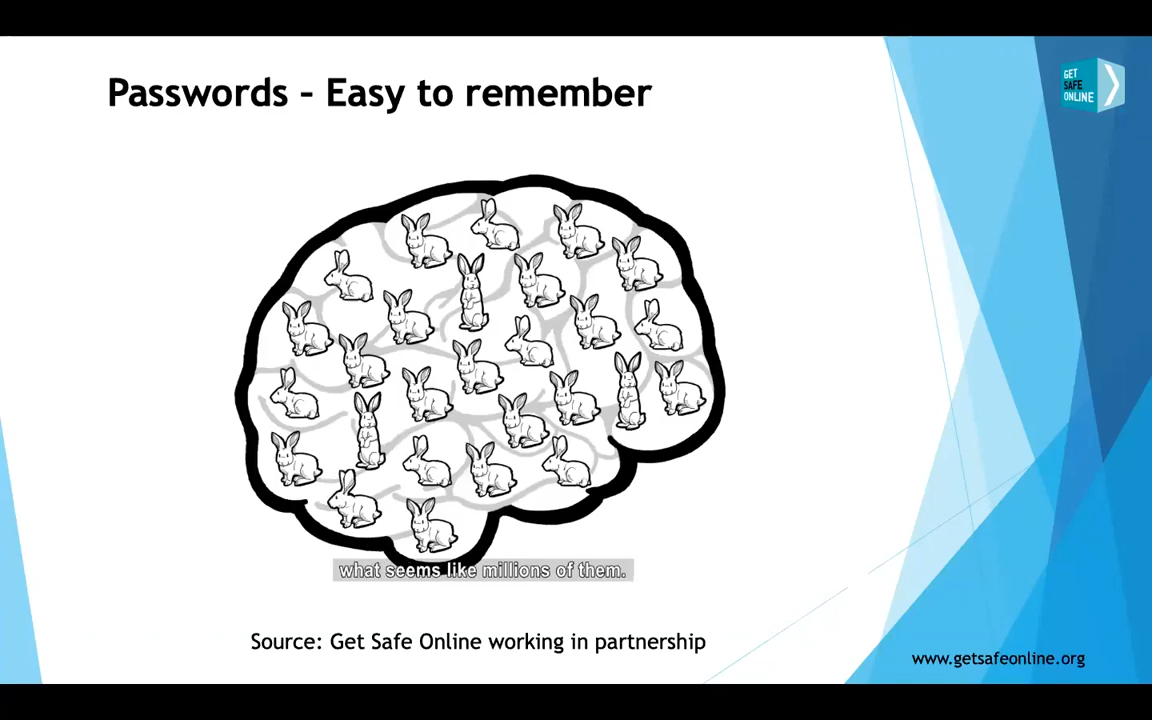 Passwords – Easy to remember
GET
SAFE
ONLINE
what seems like millions of them.
Source: Get Safe Online working in partnership
www.getsafeonline.org